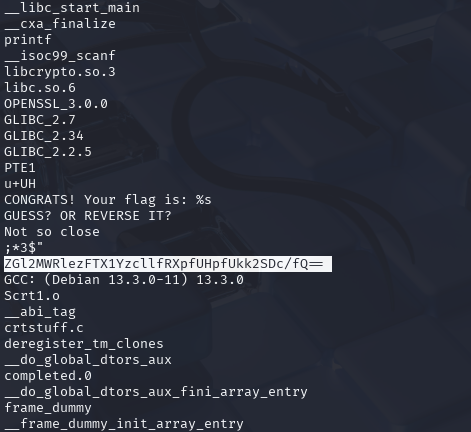 __libc_start_main
__cxa_finalize
printf
__isoc99_scanf
libcrypto.so.3
libc.so.6
OPENSSL_3.0.0
GLIBC_2.7
GLIBC_2.34
GLIBC_2.2.5
PTE1
u+UH
CONGRATS! Your flag is: %s
GUESS? OR REVERSE IT?
Not so close
;*3$"
ZGl2MWRlezFTX1YzcllfRXpfUHpfUkk2SDc/fQ==
GCC: (Debian 13.3.0-11) 13.3.0
Scrt1.o
__abi_tag
crtstuff.c
deregister_tm_clones
__do_global_dtors_aux
completed.0
__do_global_dtors_aux_fini_array_entry
frame_dummy
__frame_dummy_init_array_entry